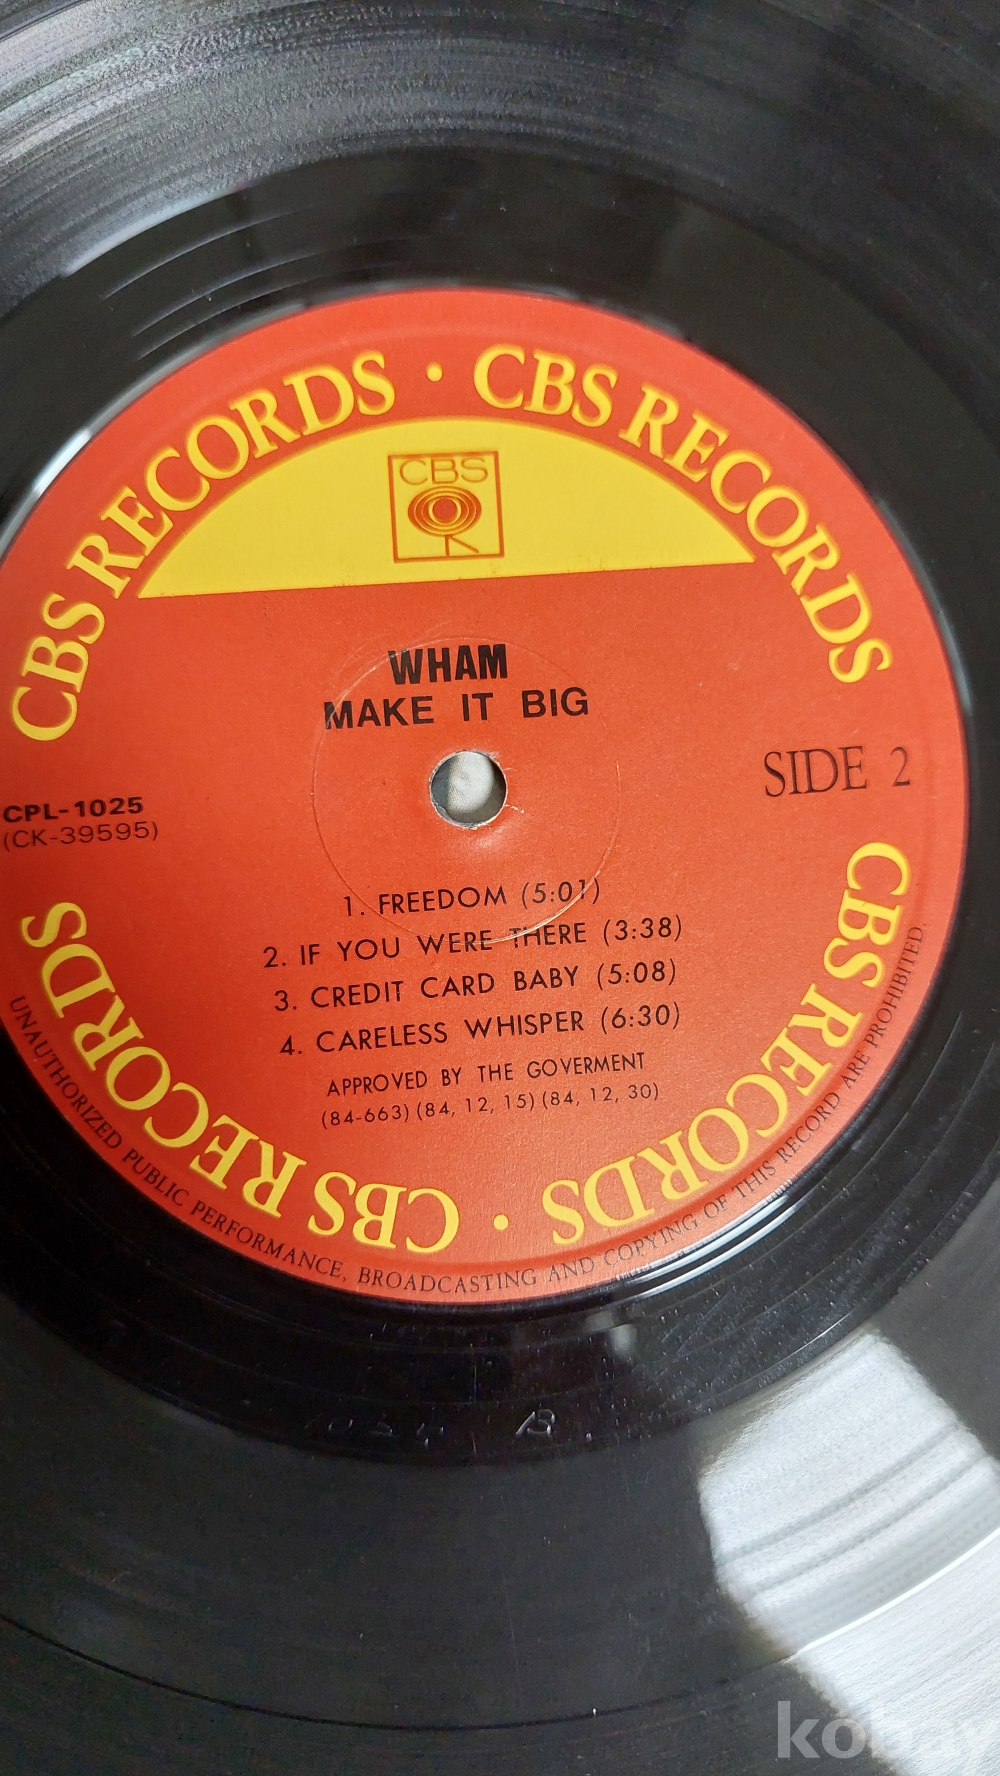 CBS RECORDS · CBS RECORDS
CBS
WHAM
MAKE IT BIG
SIDE 2
CPL-1025
(CK-39595)
1. FREEDOM (5:01)
2. IF YOU WERE THERE (3:38)
3. CREDIT CARD BABY (5:08)
4. CARELESS WHISPER (6:30)
APPROVED BY THE GOVERMENT
(84-663) (84, 12, 15) (84, 12, 30)
CBS RECORDS · CBS RECORDS
UNAUTHORIZED PUBLIC PERFORMANCE, BROADCASTING AND COPYING OF THIS RECORD ARE PROHIBITED.
B
kobay